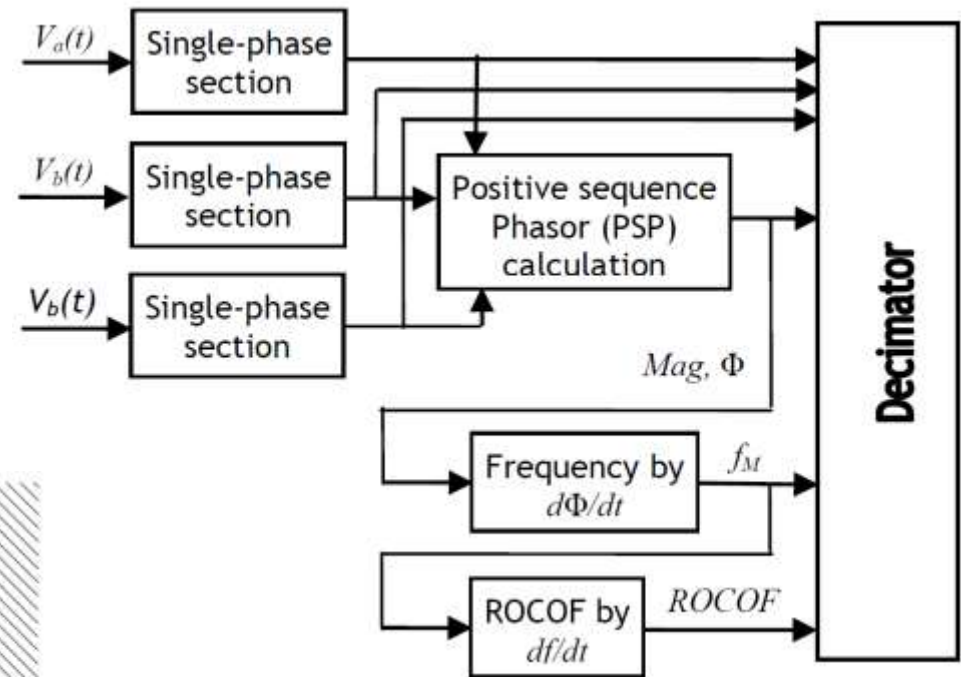 Va(t)
Single-phase
section
Vb(t)
Single-phase
section
Vb(t)
Single-phase
section
Positive sequence
Phasor (PSP)
calculation
Mag, Φ
Frequency by
dΦ/dt
fM
ROCOF by
df/dt
ROCOF
Decimator